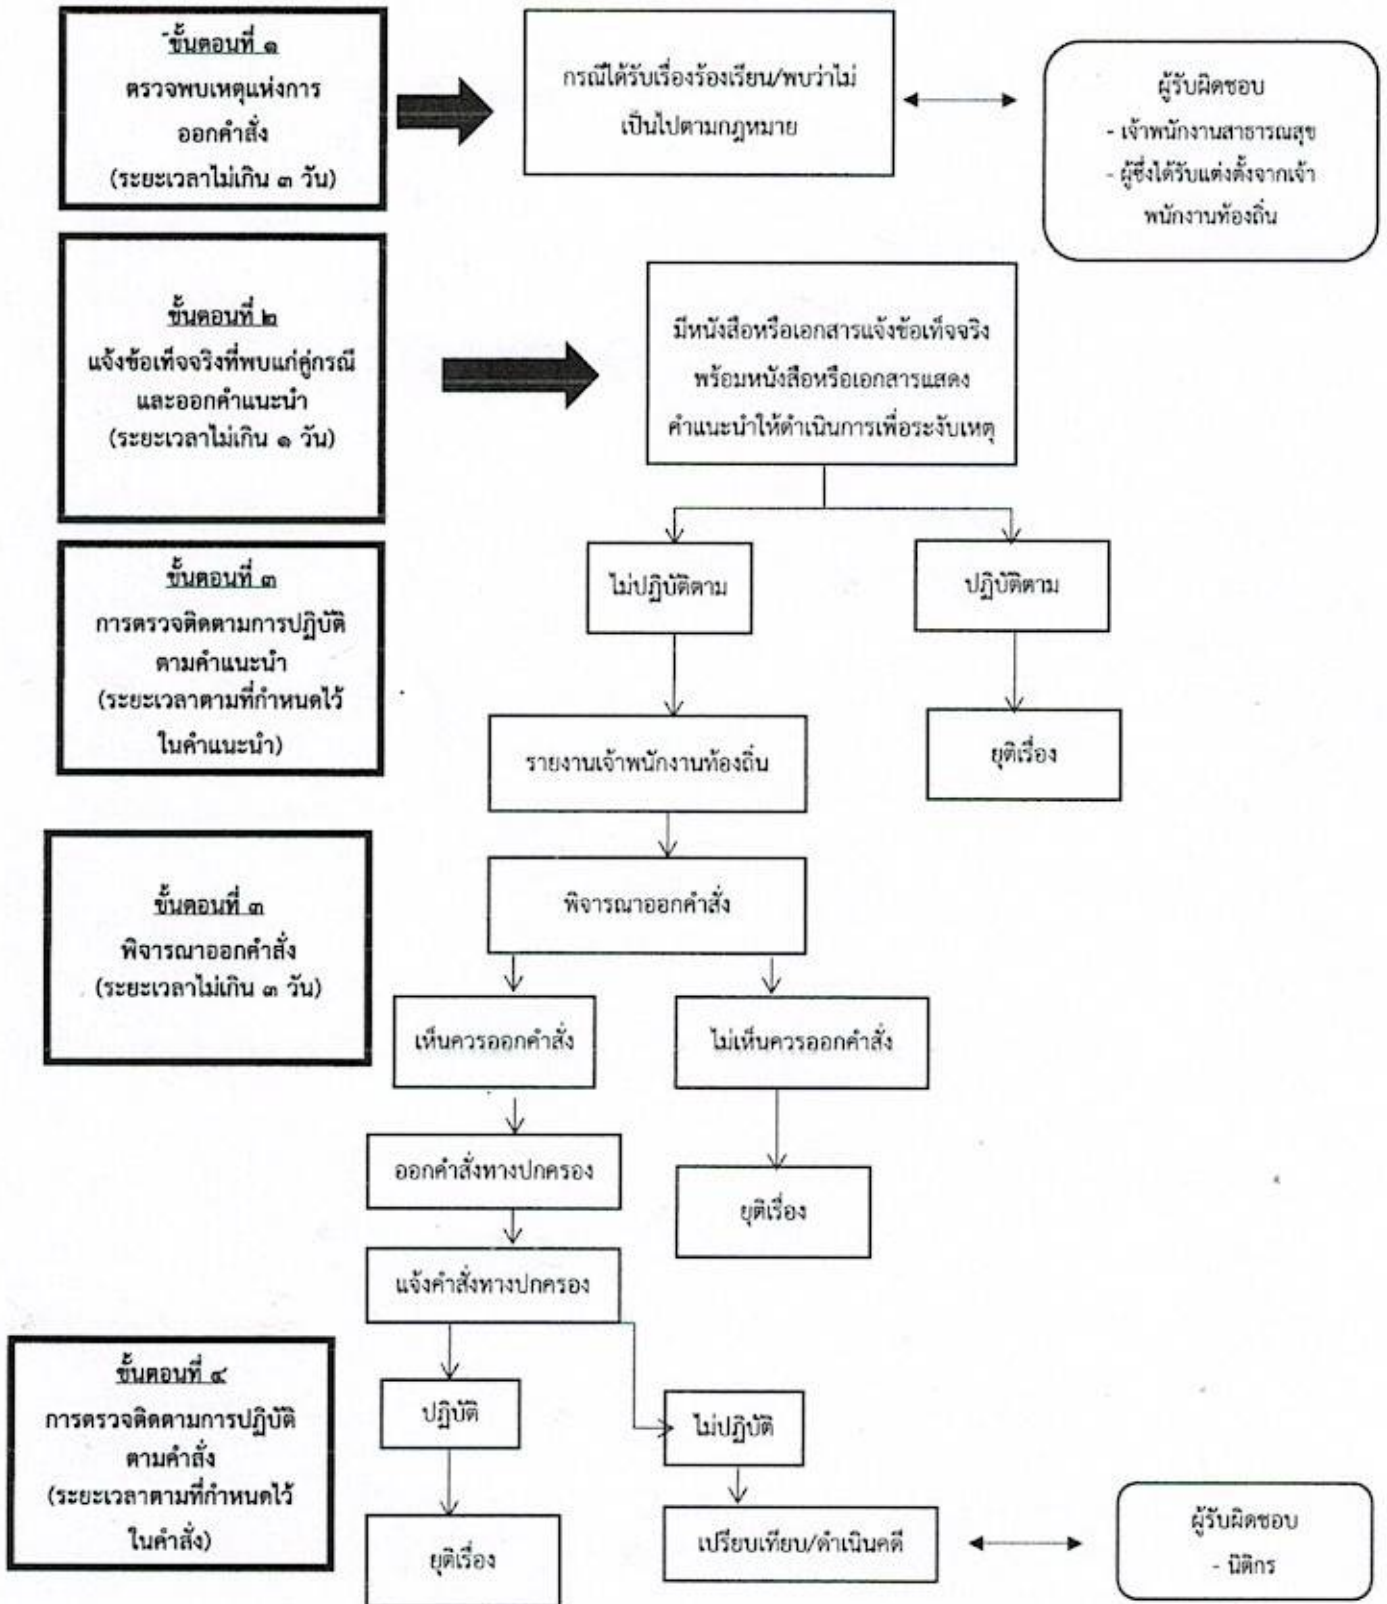 ขั้นตอนที่ ๑
ตรวจพบเหตุแห่งการ
ออกคำสั่ง
(ระยะเวลาไม่เกิน ๓ วัน)
กรณีได้รับเรื่องร้องเรียน/พบว่าไม่
เป็นไปตามกฎหมาย
ผู้รับผิดชอบ
- เจ้าพนักงานสาธารณสุข
- ผู้ซึ่งได้รับแต่งตั้งจากเจ้า
พนักงานท้องถิ่น
ขั้นตอนที่ ๒
แจ้งข้อเท็จจริงที่พบแก่คู่กรณี
และออกคำแนะนำ
(ระยะเวลาไม่เกิน ๑ วัน)
มีหนังสือหรือเอกสารแจ้งข้อเท็จจริง
พร้อมหนังสือหรือเอกสารแสดง
คำแนะนำให้ดำเนินการเพื่อระงับเหตุ
ขั้นตอนที่ ๓
การตรวจติดตามการปฏิบัติ
ตามคำแนะนำ
(ระยะเวลาตามที่กำหนดไว้
ในคำแนะนำ)
ไม่ปฏิบัติตาม
ปฏิบัติตาม
รายงานเจ้าพนักงานท้องถิ่น
ยุติเรื่อง
ขั้นตอนที่ ๓
พิจารณาออกคำสั่ง
(ระยะเวลาไม่เกิน ๓ วัน)
พิจารณาออกคำสั่ง
เห็นควรออกคำสั่ง
ไม่เห็นควรออกคำสั่ง
ออกคำสั่งทางปกครอง
ยุติเรื่อง
แจ้งคำสั่งทางปกครอง
ขั้นตอนที่ ๔
การตรวจติดตามการปฏิบัติ
ตามคำสั่ง
(ระยะเวลาตามที่กำหนดไว้
ในคำสั่ง)
ปฏิบัติ
ไม่ปฏิบัติ
ยุติเรื่อง
เปรียบเทียบ/ดำเนินคดี
ผู้รับผิดชอบ
- นิติกร